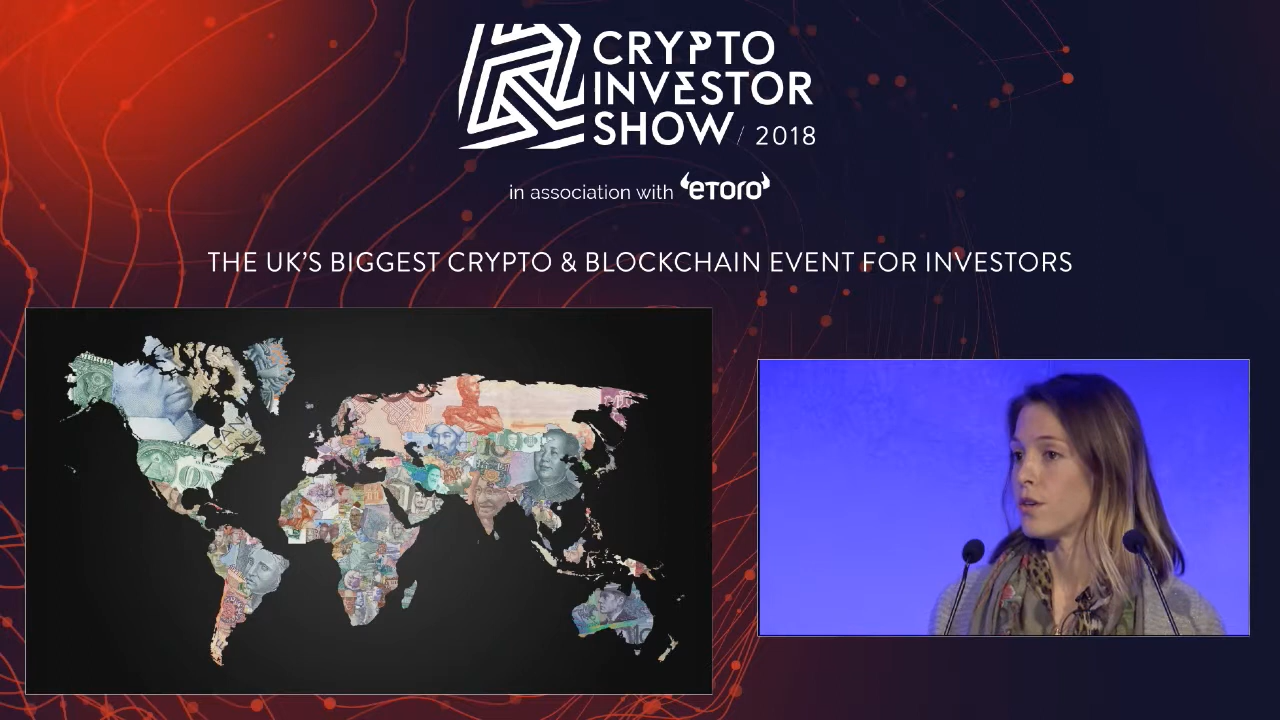 CRYPTO
INVESTOR
SHOW / 2018
in association with eToro
THE UK'S BIGGEST CRYPTO & BLOCKCHAIN EVENT FOR INVESTORS